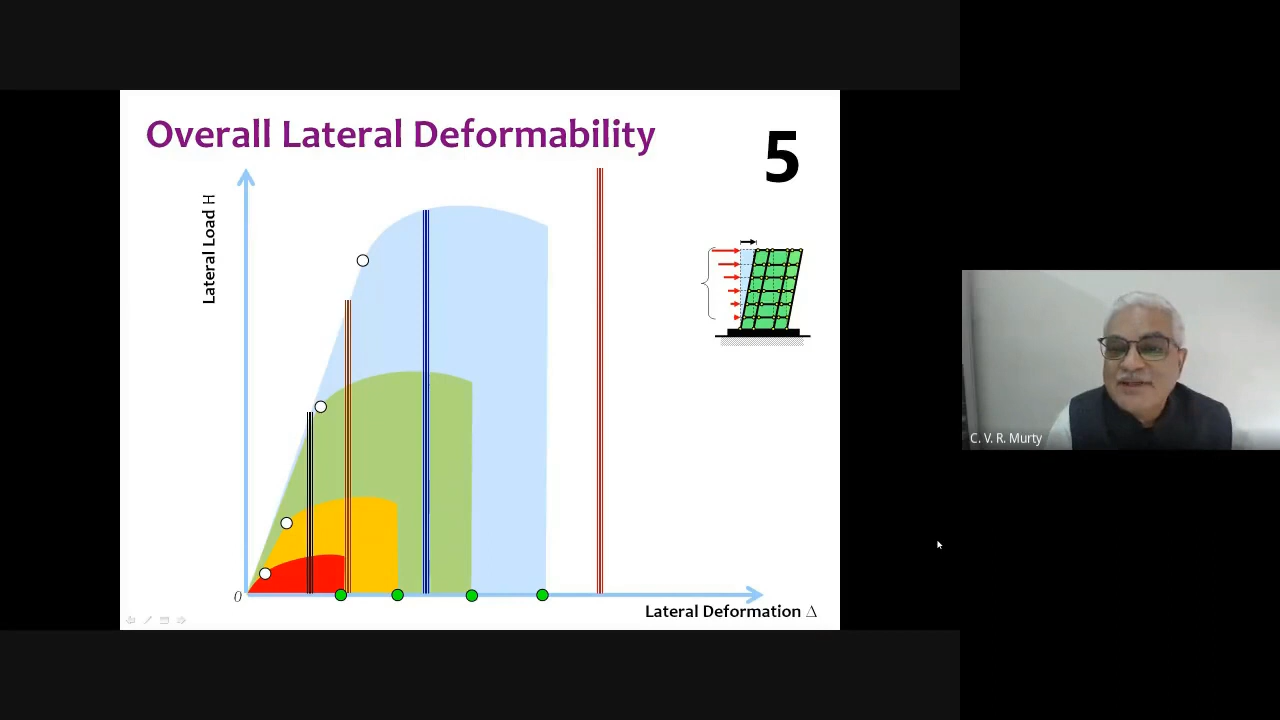 Overall Lateral Deformability
5
Lateral Load H
0
Lateral Deformation Δ
C. V. R. Murty